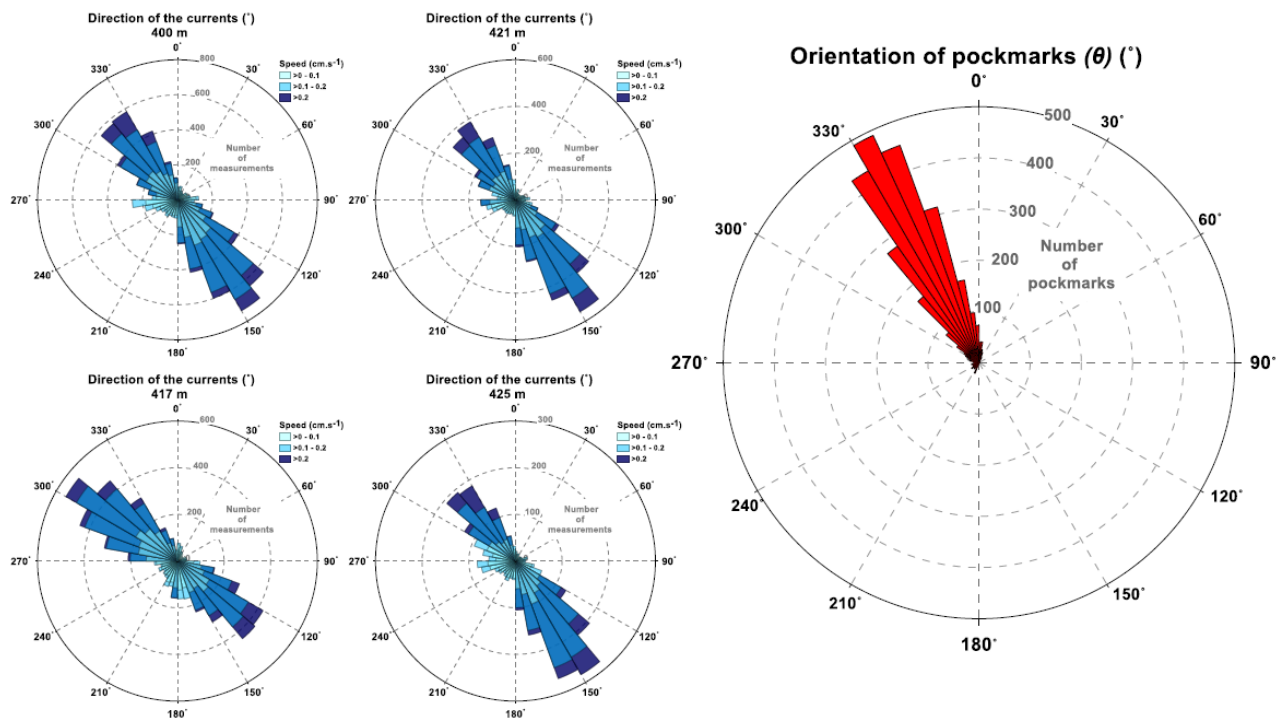 Direction of the currents (°)
400 m
0°
30°
60°
90°
120°
150°
180°
210°
240°
270°
300°
330°
800
600
400
200
Number
of
measurements
Speed (cm.s⁻¹)
>0 - 0.1
>0.1 - 0.2
>0.2
Direction of the currents (°)
421 m
0°
30°
60°
90°
120°
150°
180°
210°
240°
270°
300°
330°
600
400
200
Number
of
measurements
Speed (cm.s⁻¹)
>0 - 0.1
>0.1 - 0.2
>0.2
Direction of the currents (°)
417 m
0°
30°
60°
90°
120°
150°
180°
210°
240°
270°
300°
330°
600
400
200
Number
of
measurements
Speed (cm.s⁻¹)
>0 - 0.1
>0.1 - 0.2
>0.2
Direction of the currents (°)
425 m
0°
30°
60°
90°
120°
150°
180°
210°
240°
270°
300°
330°
300
200
100
Number
of
measurements
Speed (cm.s⁻¹)
>0 - 0.1
>0.1 - 0.2
>0.2
Orientation of pockmarks (θ) (°)
0°
30°
60°
90°
120°
150°
180°
210°
240°
270°
300°
330°
500
400
300
200
100
Number
of
pockmarks